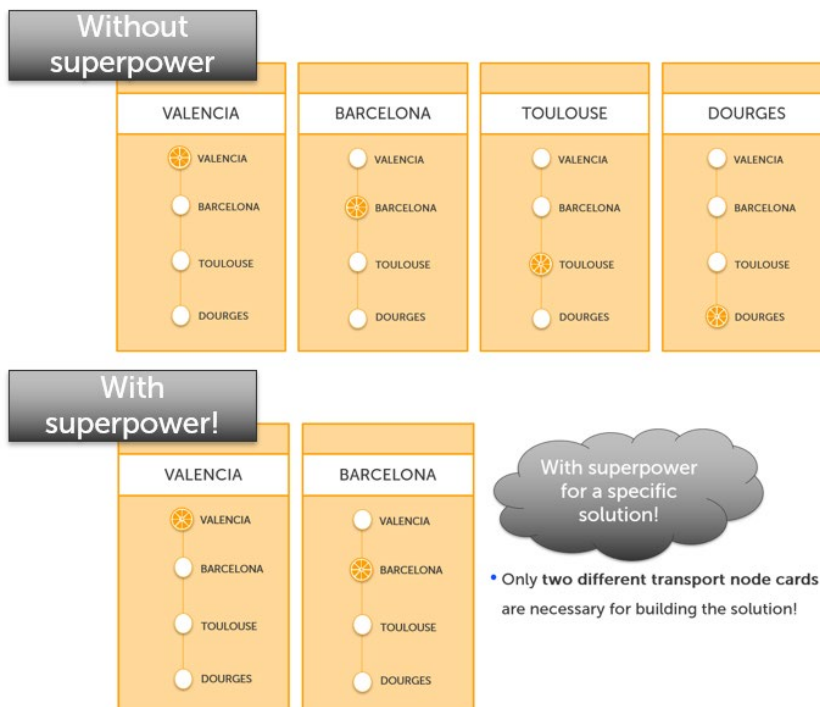 Without
superpower
VALENCIA
VALENCIA
BARCELONA
TOULOUSE
DOURGES
BARCELONA
VALENCIA
BARCELONA
TOULOUSE
DOURGES
TOULOUSE
VALENCIA
BARCELONA
TOULOUSE
DOURGES
DOURGES
VALENCIA
BARCELONA
TOULOUSE
DOURGES
With
superpower!
VALENCIA
VALENCIA
BARCELONA
TOULOUSE
DOURGES
BARCELONA
VALENCIA
BARCELONA
TOULOUSE
DOURGES
With superpower
for a specific
solution!
• Only two different transport node cards
are necessary for building the solution!